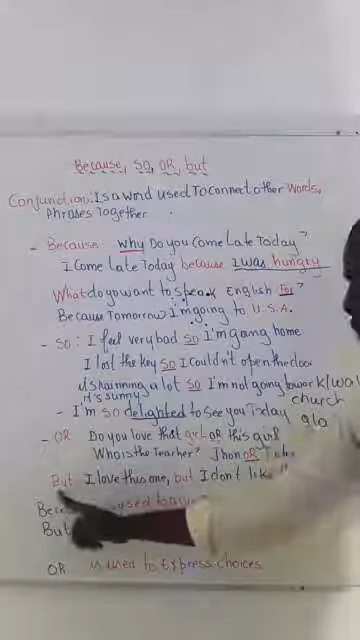 Because, SO, OR, but
Conjunction: Is a word used To connect other words,
Phrases Together.
- Because why Do you Come Late Today?
I Come Late Today because I was hungry
What do you want to speak English For?
Because Tomorrow I'm going to U.S.A.
- SO: I feel very bad SO I'm going home
I lost the key SO I couldn't open the door
it's rainning a lot SO I'm not going to work/wal
it's sunny church
- I'm SO delighted to see you Today gla
- OR Do you love that girl OR this girl
Who is the Teacher? Jhon OR
But I love this one, but I don't like
used to
But
OR is used to Express choices.